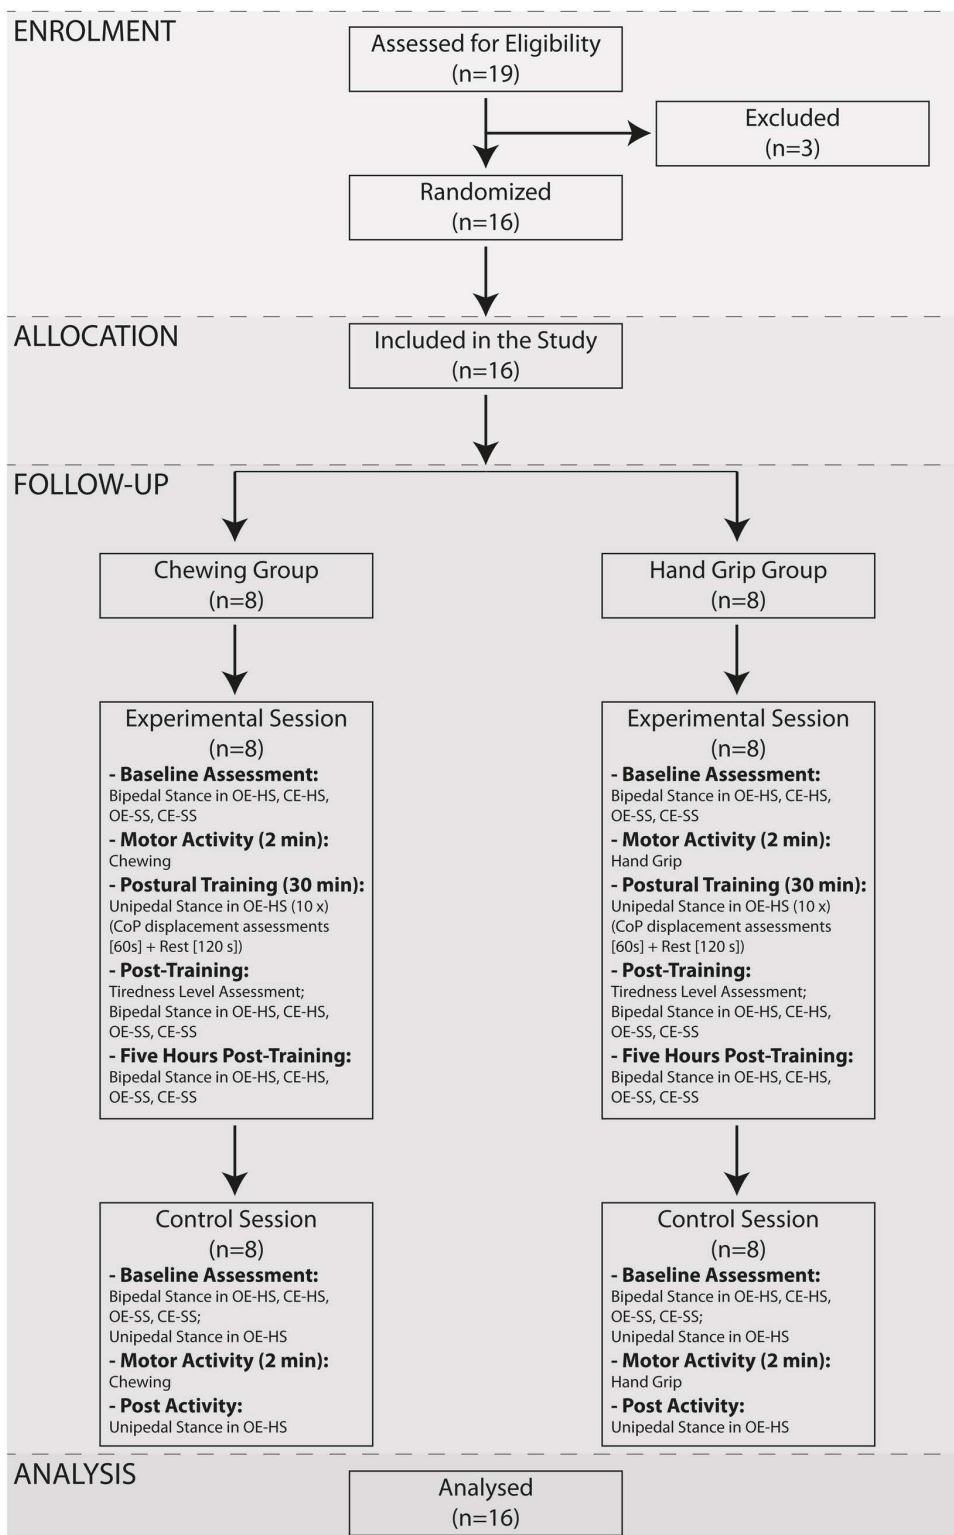 ENROLMENT
Assessed for Eligibility
(n=19)
Excluded
(n=3)
Randomized
(n=16)
ALLOCATION
Included in the Study
(n=16)
FOLLOW-UP
Chewing Group
(n=8)
Experimental Session
(n=8)
- Baseline Assessment:
Bipedal Stance in OE-HS, CE-HS,
OE-SS, CE-SS
- Motor Activity (2 min):
Chewing
- Postural Training (30 min):
Unipedal Stance in OE-HS (10 x)
(CoP displacement assessments
[60s] + Rest [120 s])
- Post-Training:
Tiredness Level Assessment;
Bipedal Stance in OE-HS, CE-HS,
OE-SS, CE-SS
- Five Hours Post-Training:
Bipedal Stance in OE-HS, CE-HS,
OE-SS, CE-SS
Control Session
(n=8)
- Baseline Assessment:
Bipedal Stance in OE-HS, CE-HS,
OE-SS, CE-SS;
Unipedal Stance in OE-HS
- Motor Activity (2 min):
Chewing
- Post Activity:
Unipedal Stance in OE-HS
Hand Grip Group
(n=8)
Experimental Session
(n=8)
- Baseline Assessment:
Bipedal Stance in OE-HS, CE-HS,
OE-SS, CE-SS
- Motor Activity (2 min):
Hand Grip
- Postural Training (30 min):
Unipedal Stance in OE-HS (10 x)
(CoP displacement assessments
[60s] + Rest [120 s])
- Post-Training:
Tiredness Level Assessment;
Bipedal Stance in OE-HS, CE-HS,
OE-SS, CE-SS
- Five Hours Post-Training:
Bipedal Stance in OE-HS, CE-HS,
OE-SS, CE-SS
Control Session
(n=8)
- Baseline Assessment:
Bipedal Stance in OE-HS, CE-HS,
OE-SS, CE-SS;
Unipedal Stance in OE-HS
- Motor Activity (2 min):
Hand Grip
- Post Activity:
Unipedal Stance in OE-HS
ANALYSIS
Analysed
(n=16)